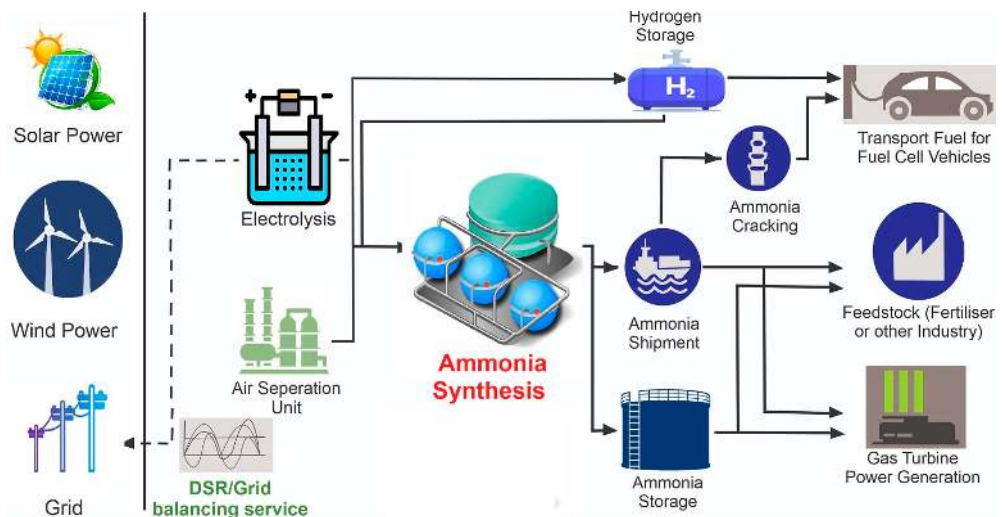 Solar Power
Wind Power
Grid
+ -
Electrolysis
Air Seperation
Unit
DSR/Grid
balancing service
Ammonia
Synthesis
Hydrogen
Storage
H2
Ammonia
Cracking
Ammonia
Shipment
Ammonia
Storage
Transport Fuel for
Fuel Cell Vehicles
Feedstock (Fertiliser
or other Industry)
Gas Turbine
Power Generation